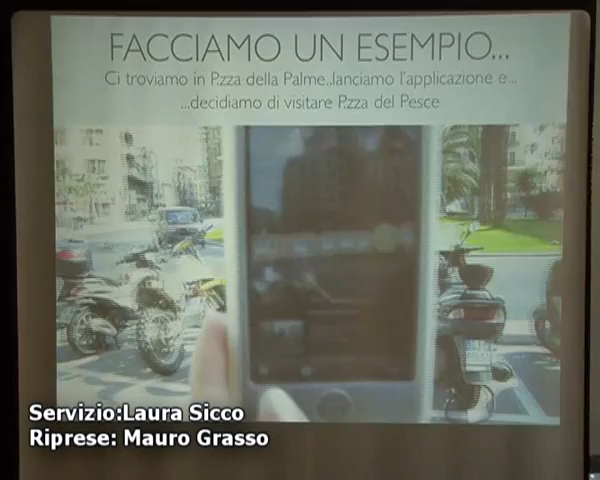 FACCIAMO UN ESEMPIO...
Ci troviamo in P.zza della Palme..lanciamo l'applicazione e...
...decidiamo di visitare P.zza del Pesce
Servizio:Laura Sicco
Riprese: Mauro Grasso